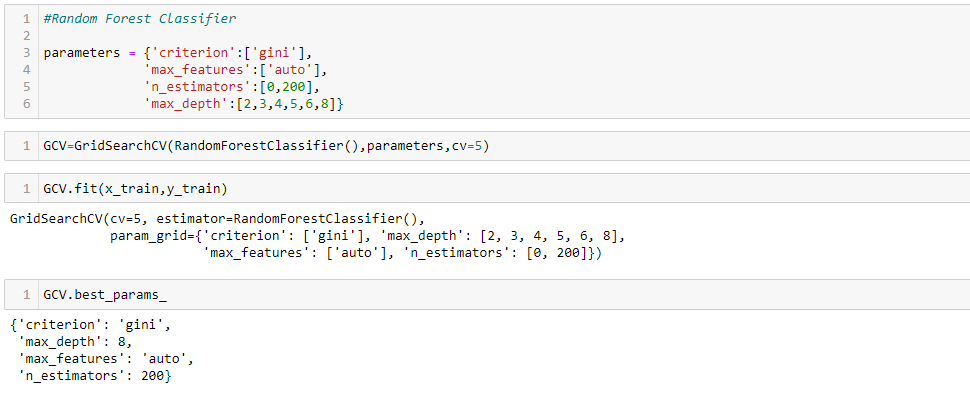 1 #Random Forest Classifier
2
3 parameters = {'criterion':['gini'],
4              'max_features':['auto'],
5              'n_estimators':[0,200],
6              'max_depth':[2,3,4,5,6,8]}
1 GCV=GridSearchCV(RandomForestClassifier(),parameters,cv=5)
1 GCV.fit(x_train,y_train)
GridSearchCV(cv=5, estimator=RandomForestClassifier(),
             param_grid={'criterion': ['gini'], 'max_depth': [2, 3, 4, 5, 6, 8],
                         'max_features': ['auto'], 'n_estimators': [0, 200]})
1 GCV.best_params_
{'criterion': 'gini',
 'max_depth': 8,
 'max_features': 'auto',
 'n_estimators': 200}